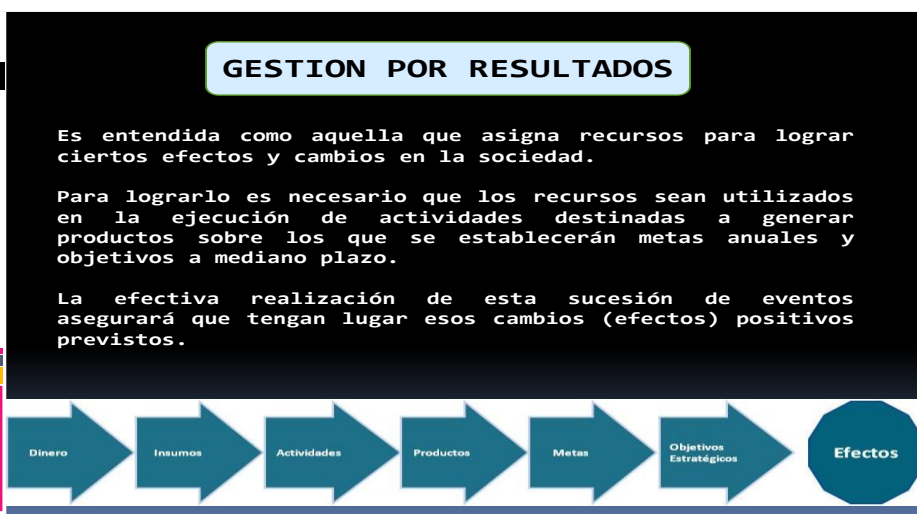 GESTION POR RESULTADOS
Es entendida como aquella que asigna recursos para lograr
ciertos efectos y cambios en la sociedad.
Para lograrlo es necesario que los recursos sean utilizados
en la ejecución de actividades destinadas a generar
productos sobre los que se establecerán metas anuales y
objetivos a mediano plazo.
La efectiva realización de esta sucesión de eventos
asegurará que tengan lugar esos cambios (efectos) positivos
previstos.
Dinero
Insumos
Actividades
Productos
Metas
Objetivos
Estratégicos
Efectos